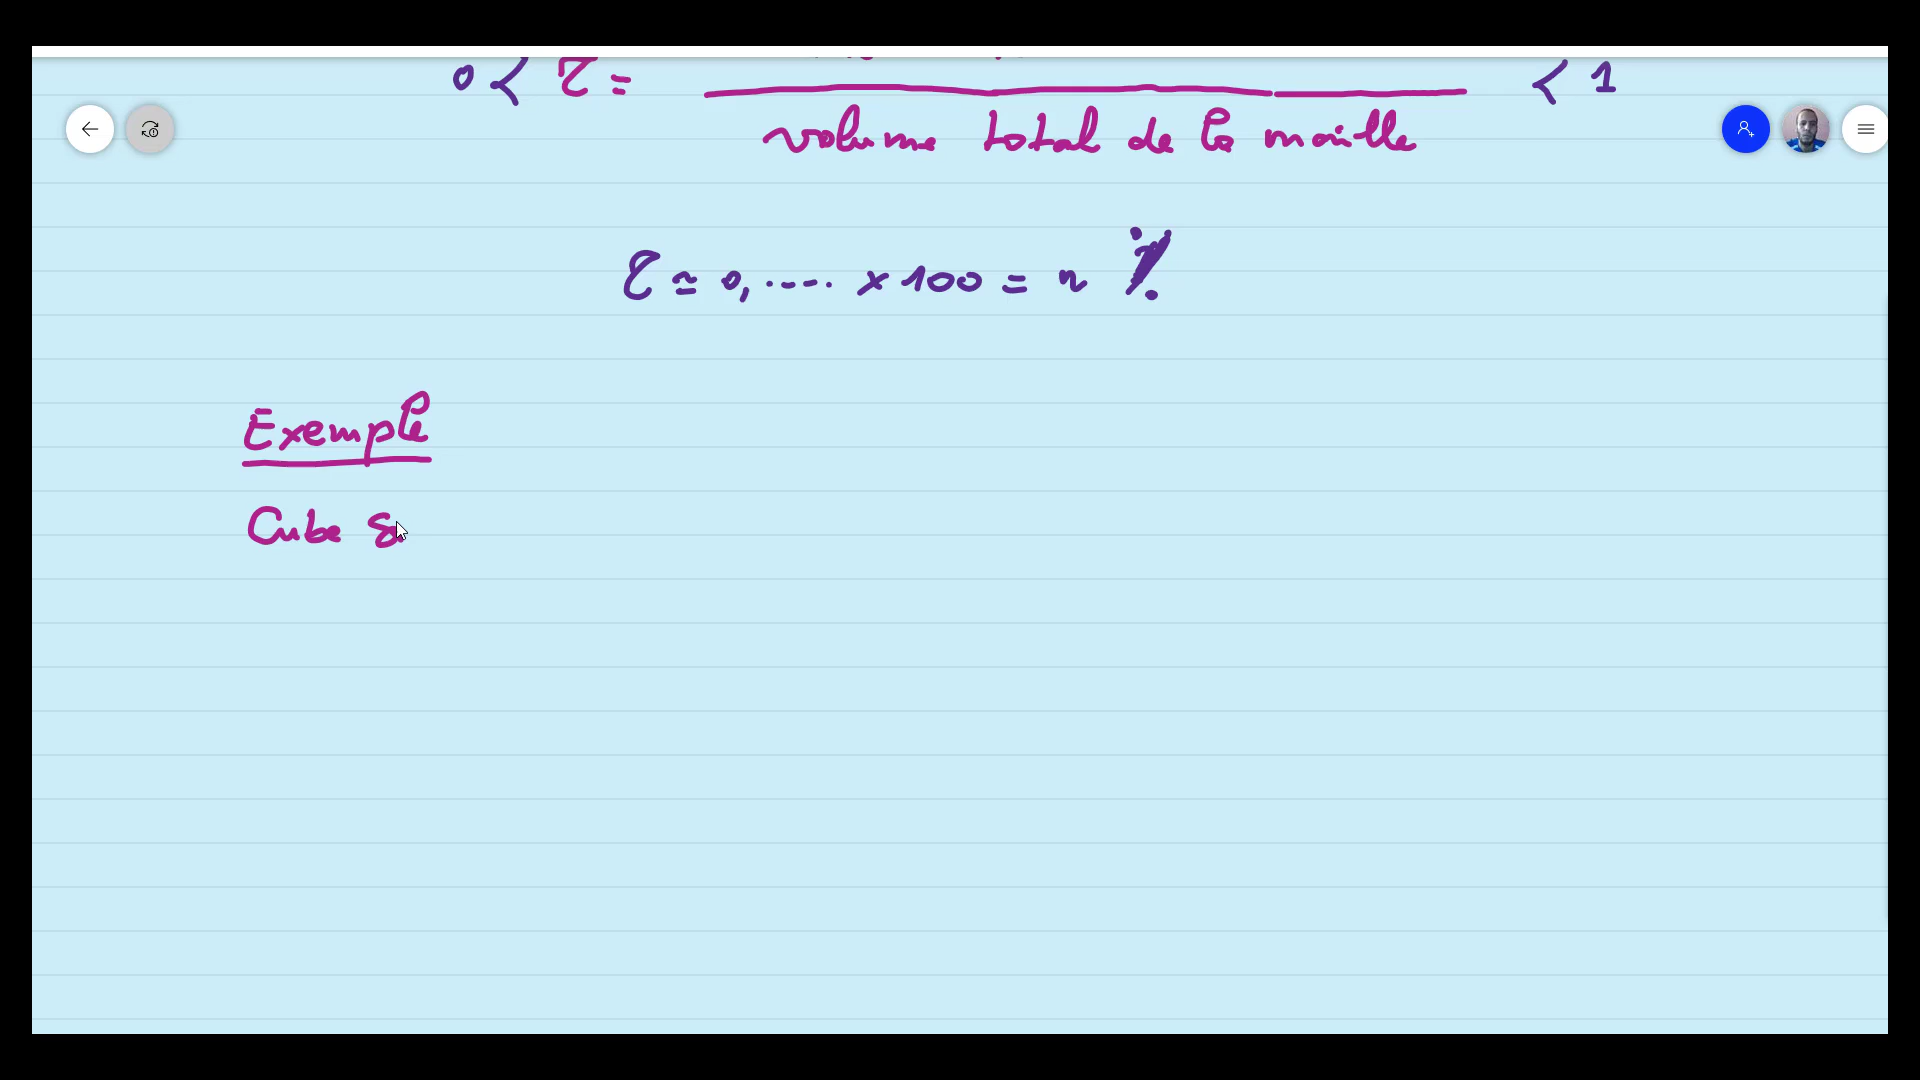 0 < τ = < 1
volume total de la maille
τ ≃ 0,..... × 100 = n %
Exemple
Cube s